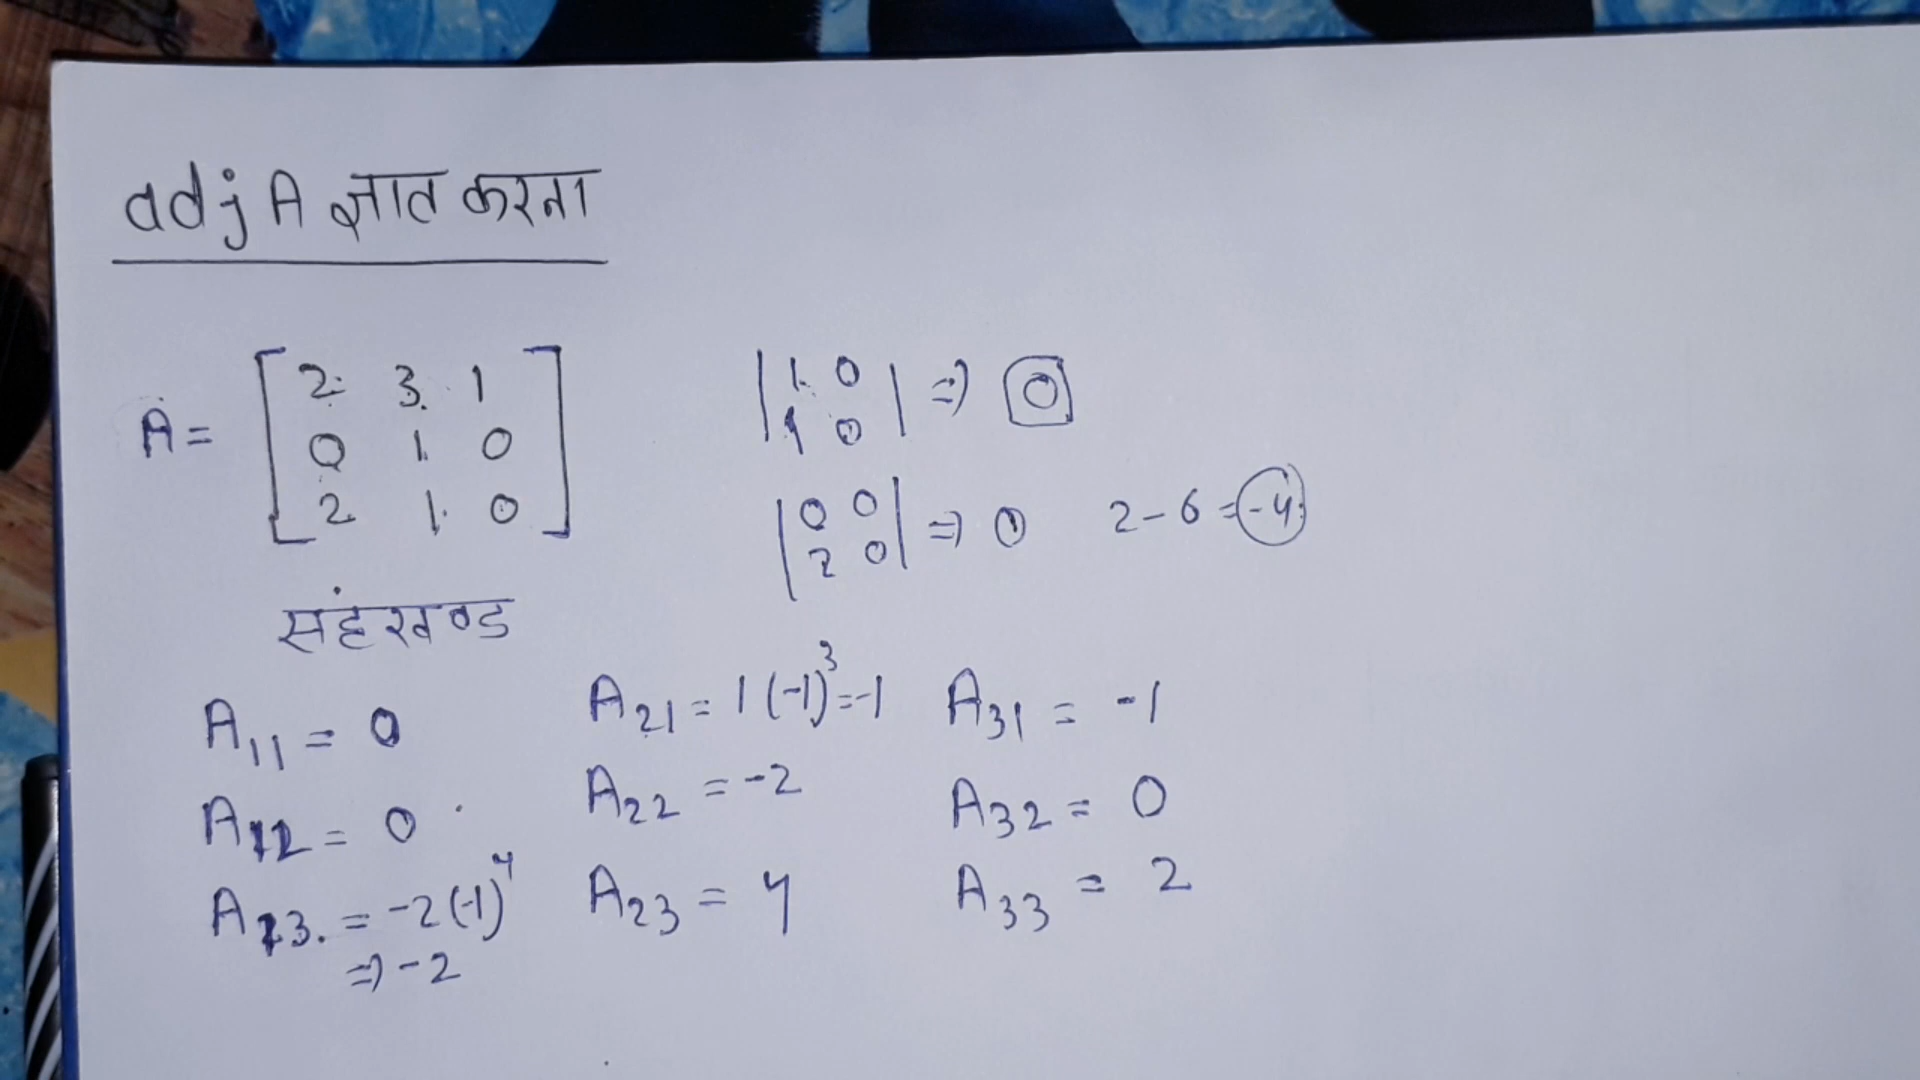 adj A ज्ञात करना
A = [ 2 3 1
0 1 0
2 1 0 ]
| 1 0
1 0 | ⇒ 0
| 0 0
2 0 | ⇒ 0
2 - 6 = -4
संहखण्ड
A11 = 0
A12 = 0
A13. = -2(-1)^4
⇒ -2
A21 = 1(-1)^3 = -1
A22 = -2
A23 = 4
A31 = -1
A32 = 0
A33 = 2